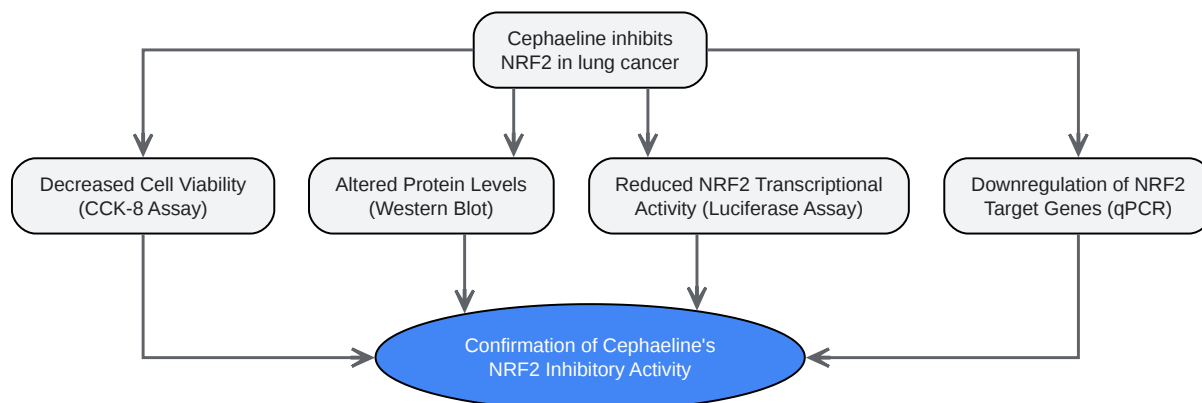 Cephaeline inhibits
NRF2 in lung cancer
Decreased Cell Viability
(CCK-8 Assay)
Altered Protein Levels
(Western Blot)
Reduced NRF2 Transcriptional
Activity (Luciferase Assay)
Downregulation of NRF2
Target Genes (qPCR)
Confirmation of Cephaeline's
NRF2 Inhibitory Activity